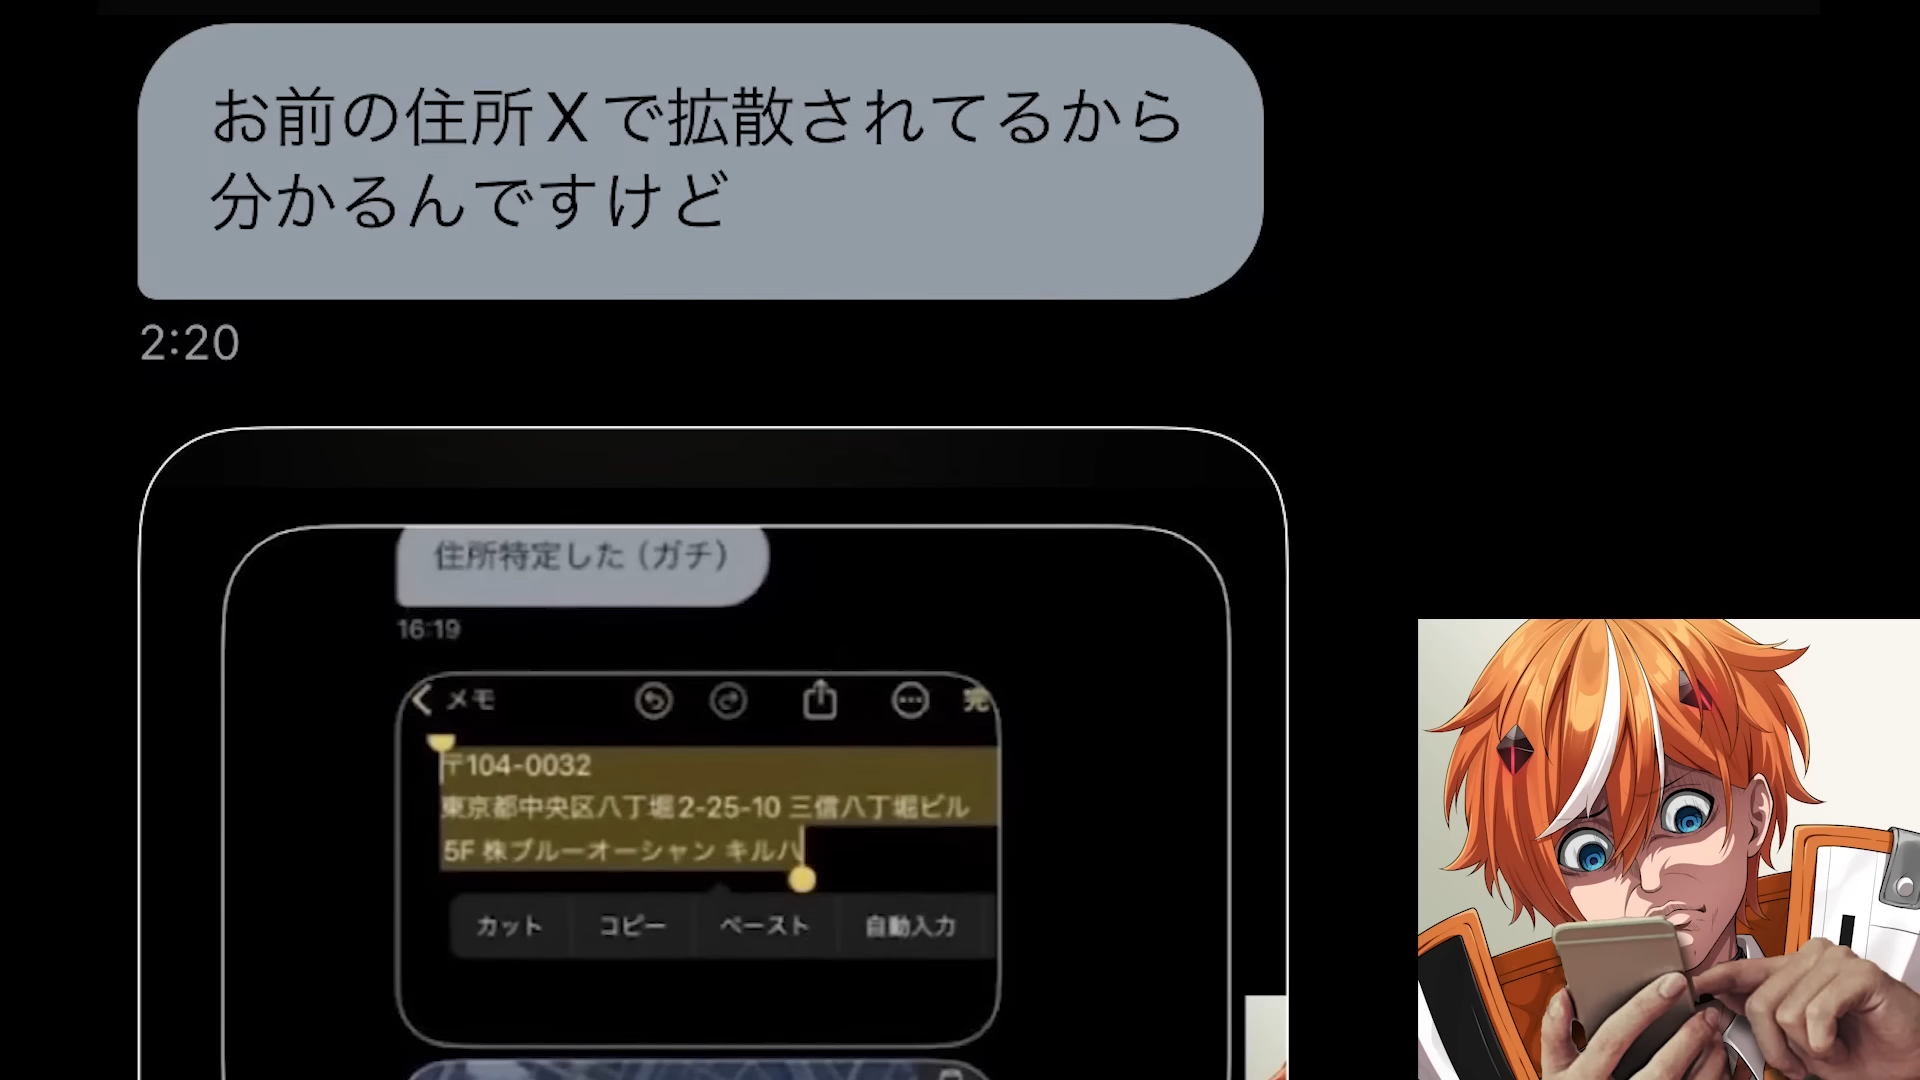 お前の住所Xで拡散されてるから
分かるんですけど
2:20
住所特定した（ガチ）
16:19
メモ
完
〒104-0032
東京都中央区八丁堀2-25-10 三信八丁堀ビル
5F 株ブルーオーシャン キルハ
カット コピー ペースト 自動入力